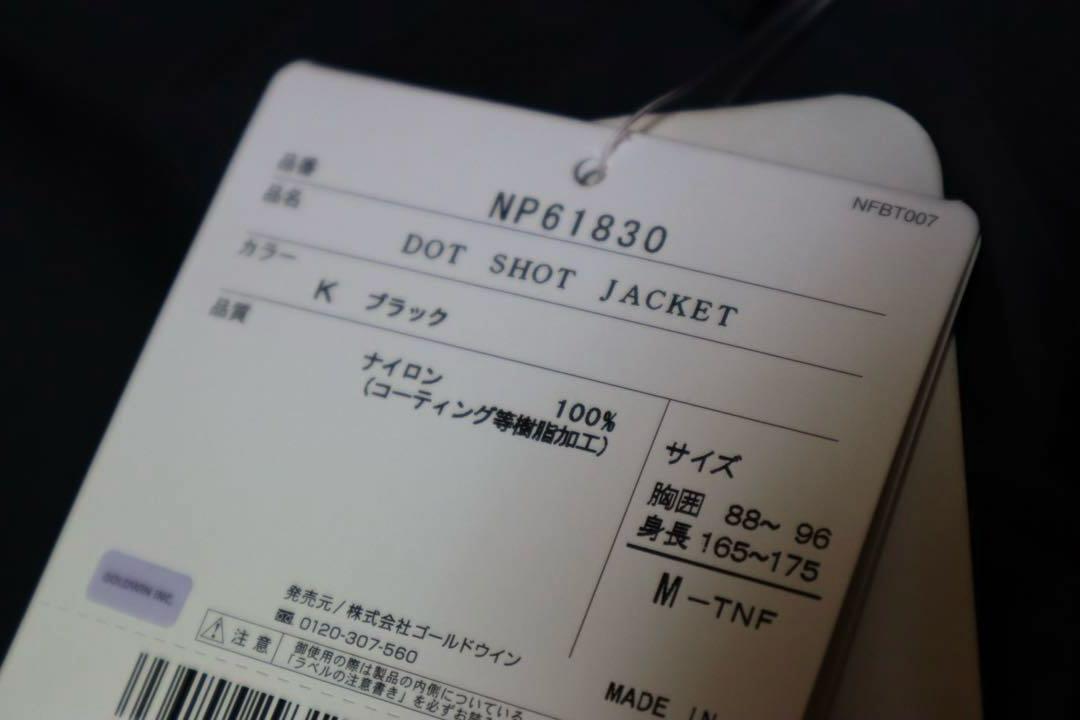 NFBT007
品番 NP61830
品名 DOT SHOT JACKET
カラー K ブラック
品質
ナイロン 100%
(コーティング等樹脂加工)
サイズ
胸囲 88~ 96
身長 165~175
M-TNF
GOLDWIN INC.
発売元/株式会社ゴールドウイン
0120-307-560
注意
御使用の際は製品の内側についている
「ラベルの注意書き」を必ずお読
MADE IN